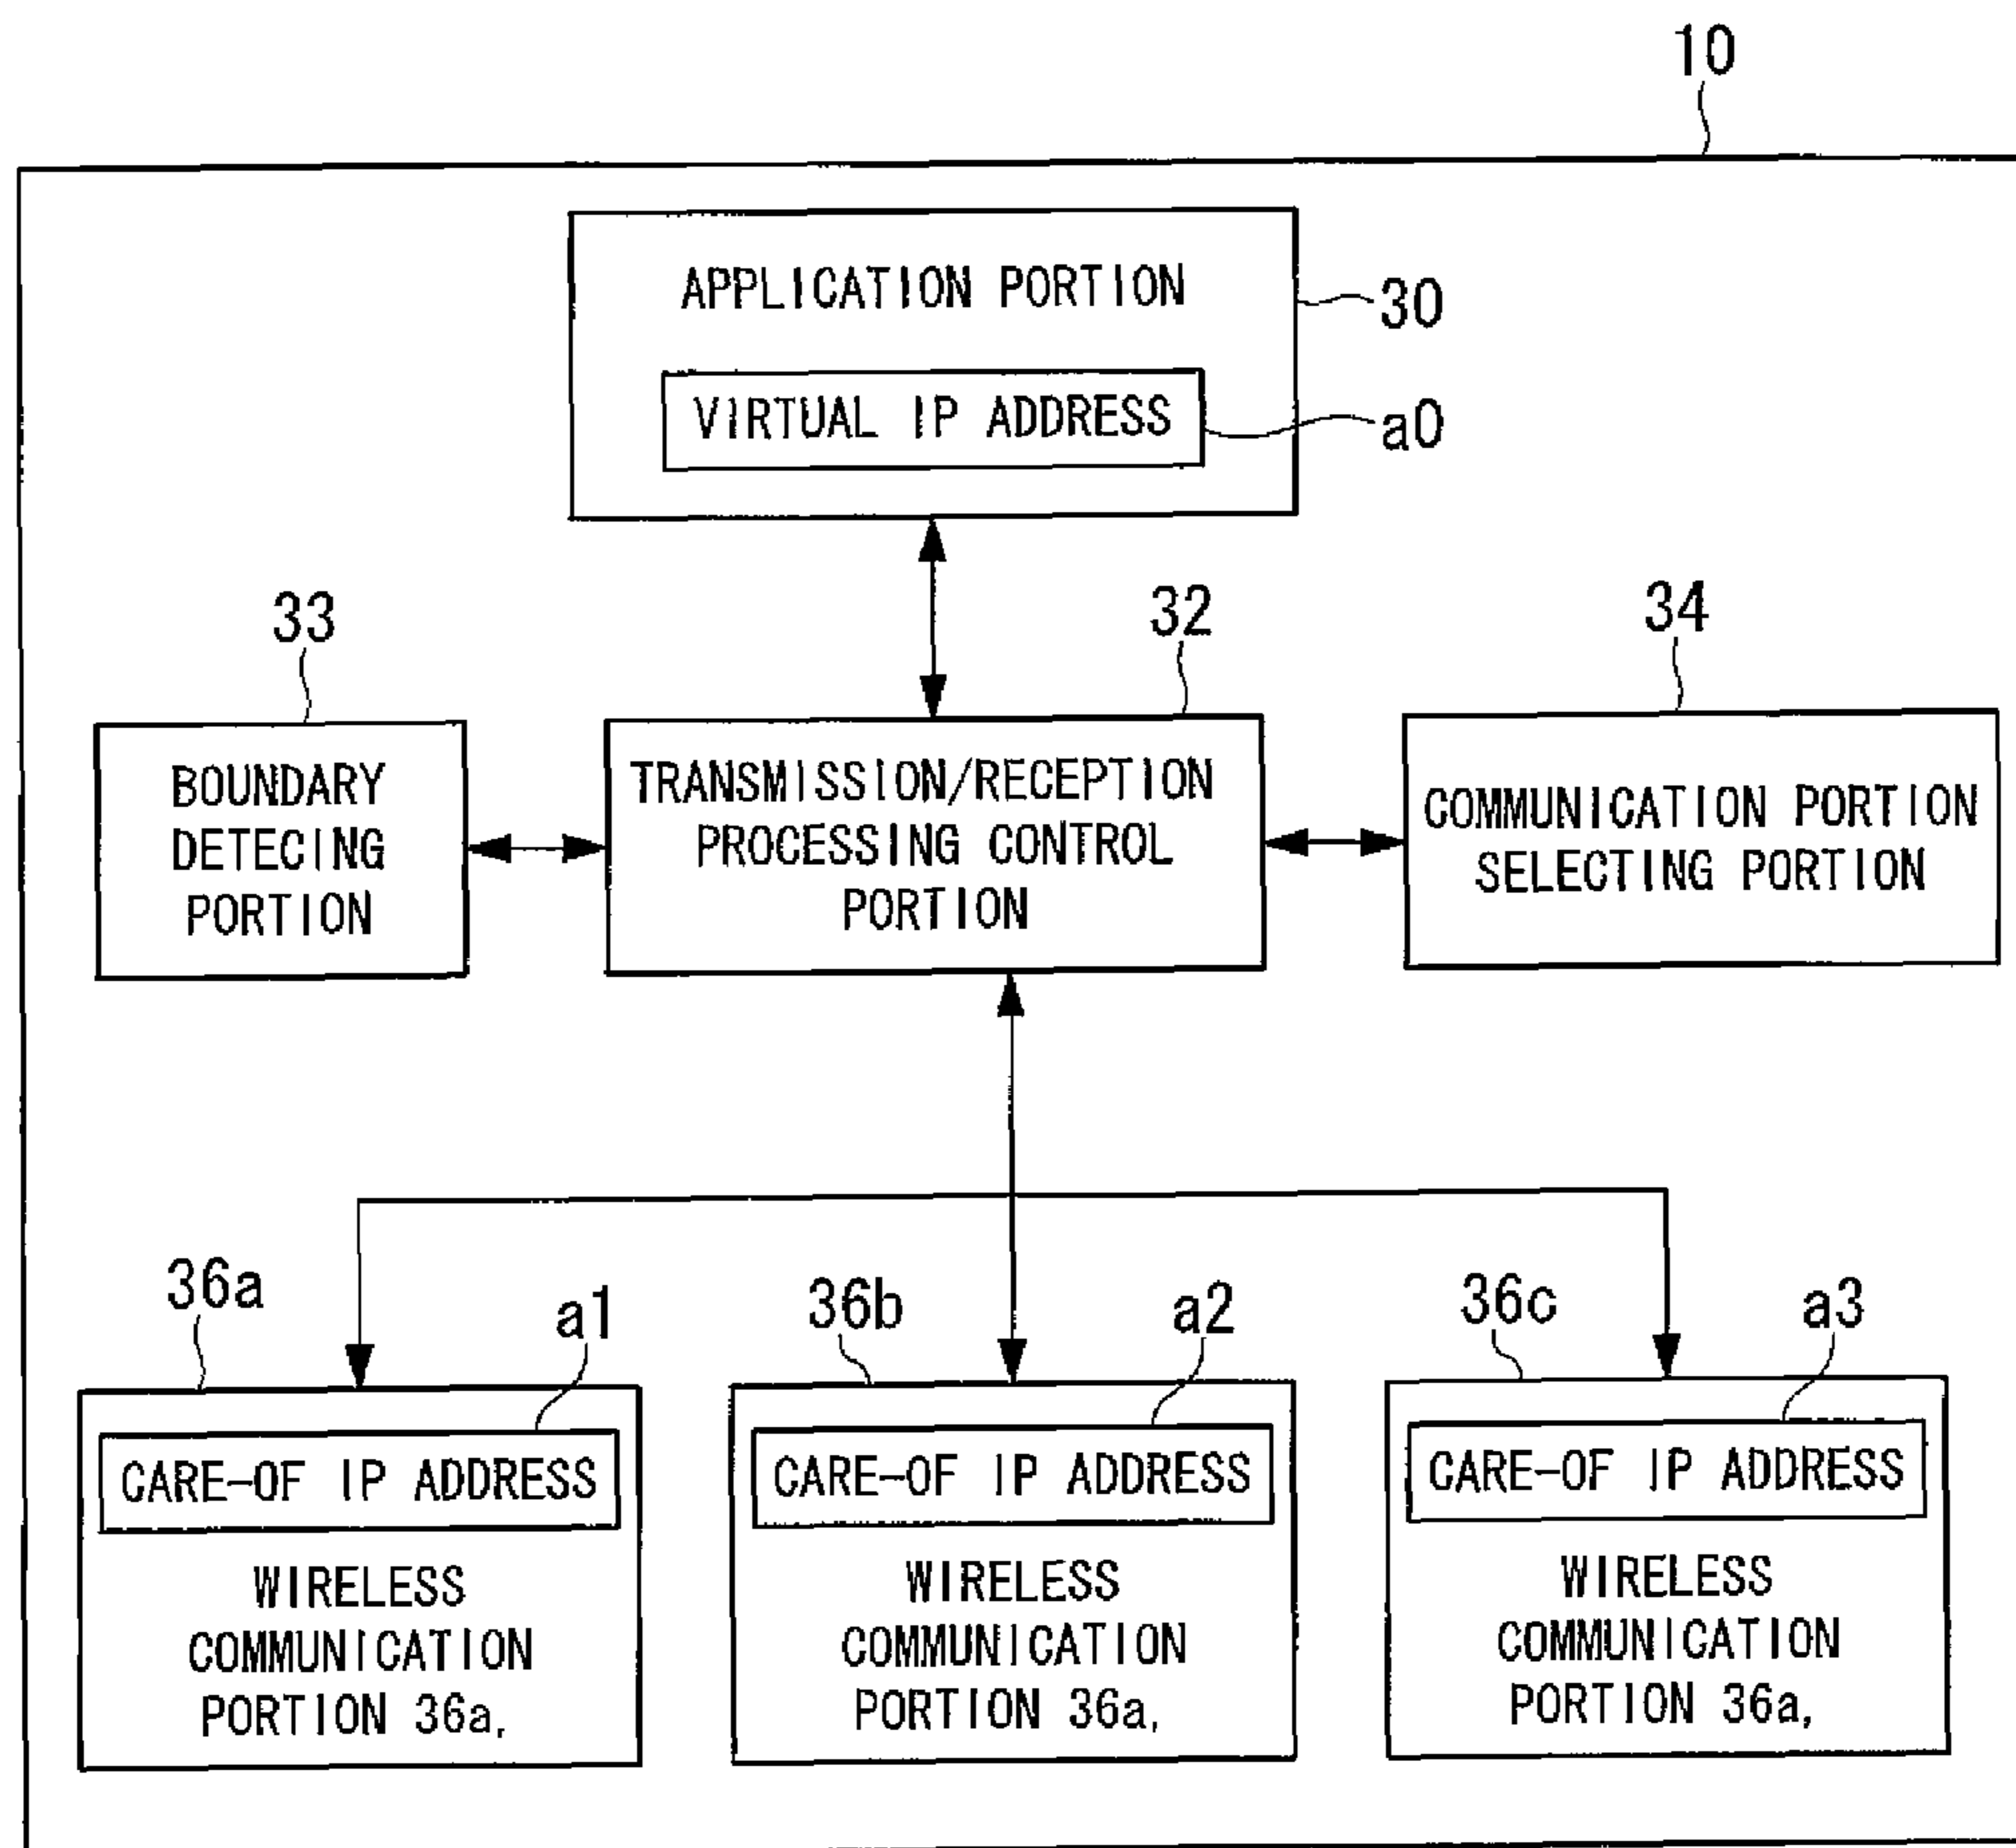 10
APPLICATION PORTION
30
VIRTUAL IP ADDRESS
a0
33
32
34
BOUNDARY
DETECING
PORTION
TRANSMISSION/RECEPTION
PROCESSING CONTROL
PORTION
COMMUNICATION PORTION
SELECTING PORTION
36a
a1
36b
a2
36c
a3
CARE-OF IP ADDRESS
WIRELESS
COMMUNICATION
PORTION 36a,
CARE-OF IP ADDRESS
WIRELESS
COMMUNICATION
PORTION 36a,
CARE-OF IP ADDRESS
WIRELESS
COMMUNICATION
PORTION 36a,